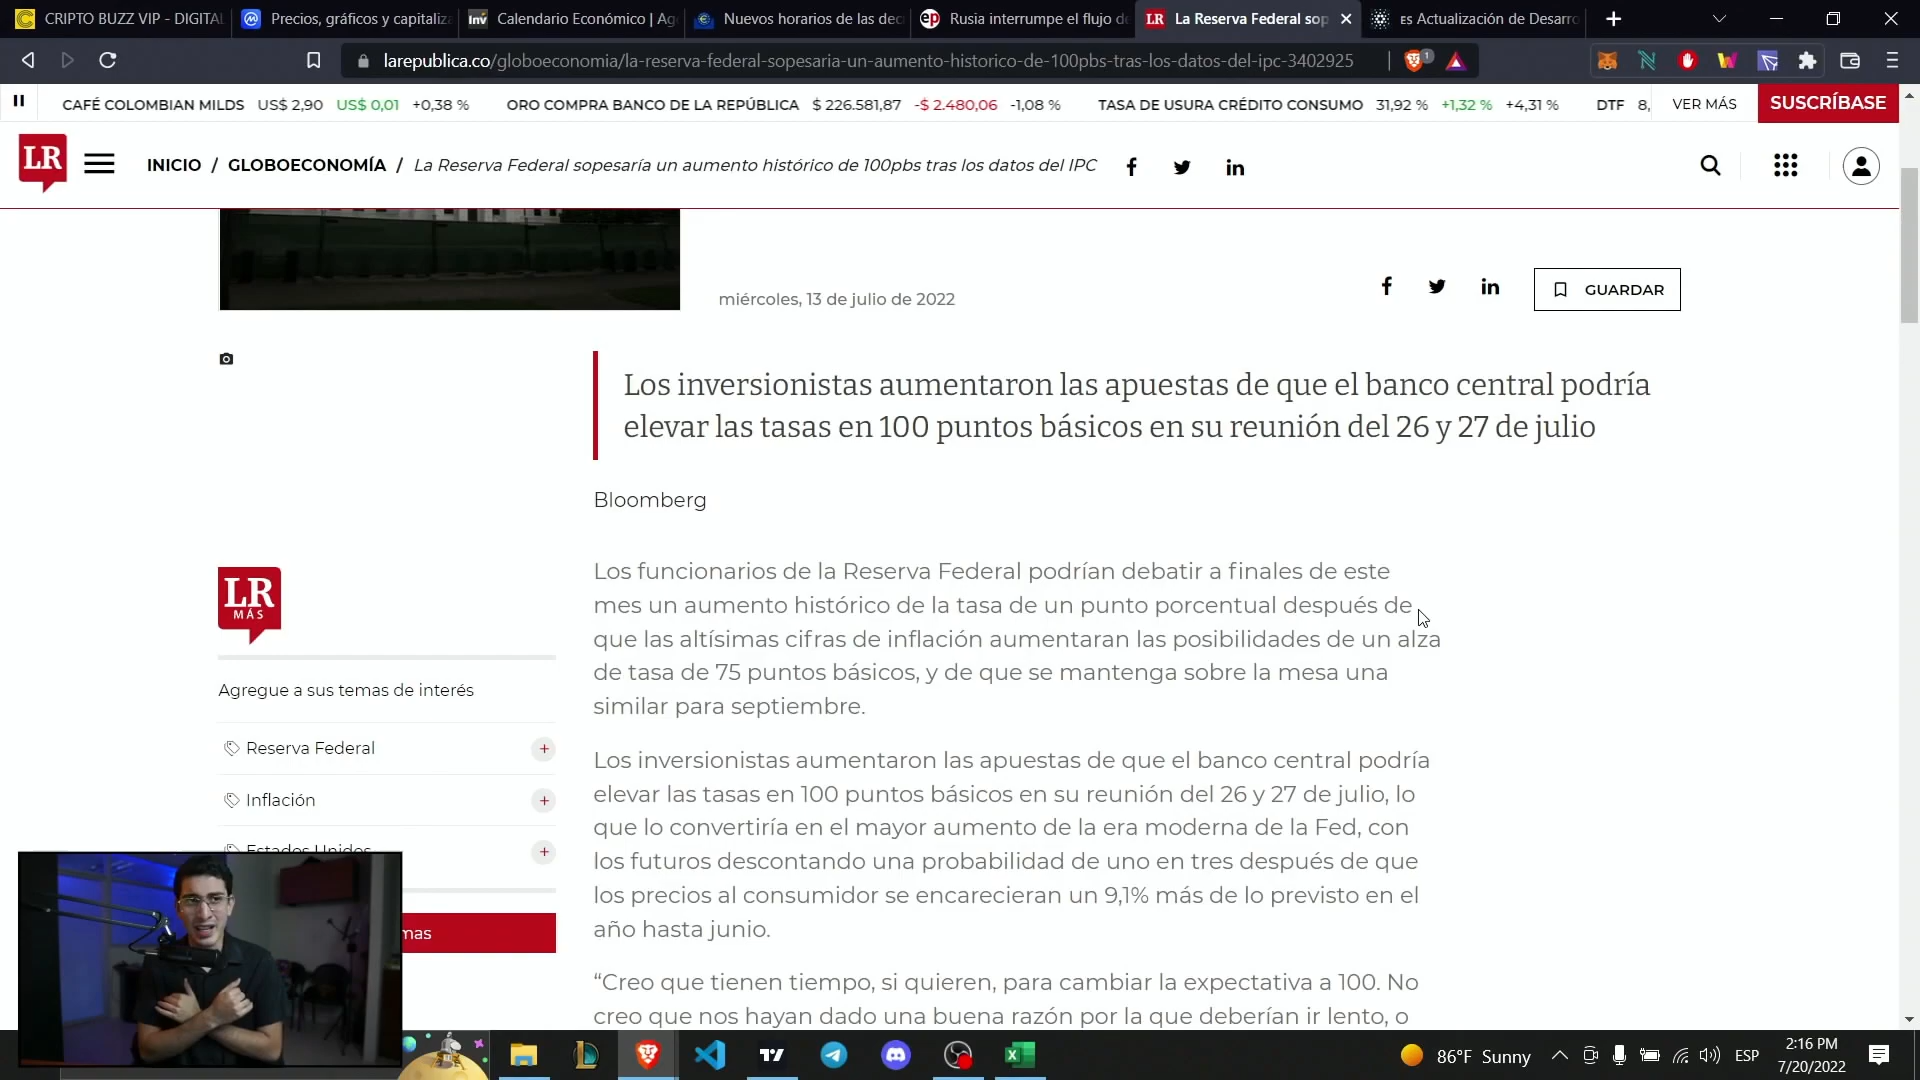 CRIPTO BUZZ VIP - DIGITAL
Precios, gráficos y capitaliza
Calendario Económico | Ag
Nuevos horarios de las dec
Rusia interrumpe el flujo d
La Reserva Federal sop
ES Actualización de Desarro
larepublica.co/globoeconomia/la-reserva-federal-sopesaria-un-aumento-historico-de-100pbs-tras-los-datos-del-ipc-3402925
CAFÉ COLOMBIAN MILDS US$ 2,90 US$ 0,01 +0,38 % ORO COMPRA BANCO DE LA REPÚBLICA $ 226.581,87 -$ 2.480,06 -1,08 % TASA DE USURA CRÉDITO CONSUMO 31,92 % +1,32 % +4,31 % DTF 8, VER MÁS SUSCRÍBASE
LR
INICIO / GLOBOECONOMÍA / La Reserva Federal sopesaría un aumento histórico de 100pbs tras los datos del IPC
miércoles, 13 de julio de 2022
GUARDAR
Los inversionistas aumentaron las apuestas de que el banco central podría
elevar las tasas en 100 puntos básicos en su reunión del 26 y 27 de julio
Bloomberg
Los funcionarios de la Reserva Federal podrían debatir a finales de este
mes un aumento histórico de la tasa de un punto porcentual después de
que las altísimas cifras de inflación aumentaran las posibilidades de un alza
de tasa de 75 puntos básicos, y de que se mantenga sobre la mesa una
similar para septiembre.
Los inversionistas aumentaron las apuestas de que el banco central podría
elevar las tasas en 100 puntos básicos en su reunión del 26 y 27 de julio, lo
que lo convertiría en el mayor aumento de la era moderna de la Fed, con
los futuros descontando una probabilidad de uno en tres después de que
los precios al consumidor se encarecieran un 9,1% más de lo previsto en el
año hasta junio.
“Creo que tienen tiempo, si quieren, para cambiar la expectativa a 100. No
creo que nos hayan dado una buena razón por la que deberían ir lento, o
LR
MÁS
Agregue a sus temas de interés
Reserva Federal +
Inflación +
Estados Unidos +
mas
86°F Sunny
ESP
2:16 PM
7/20/2022